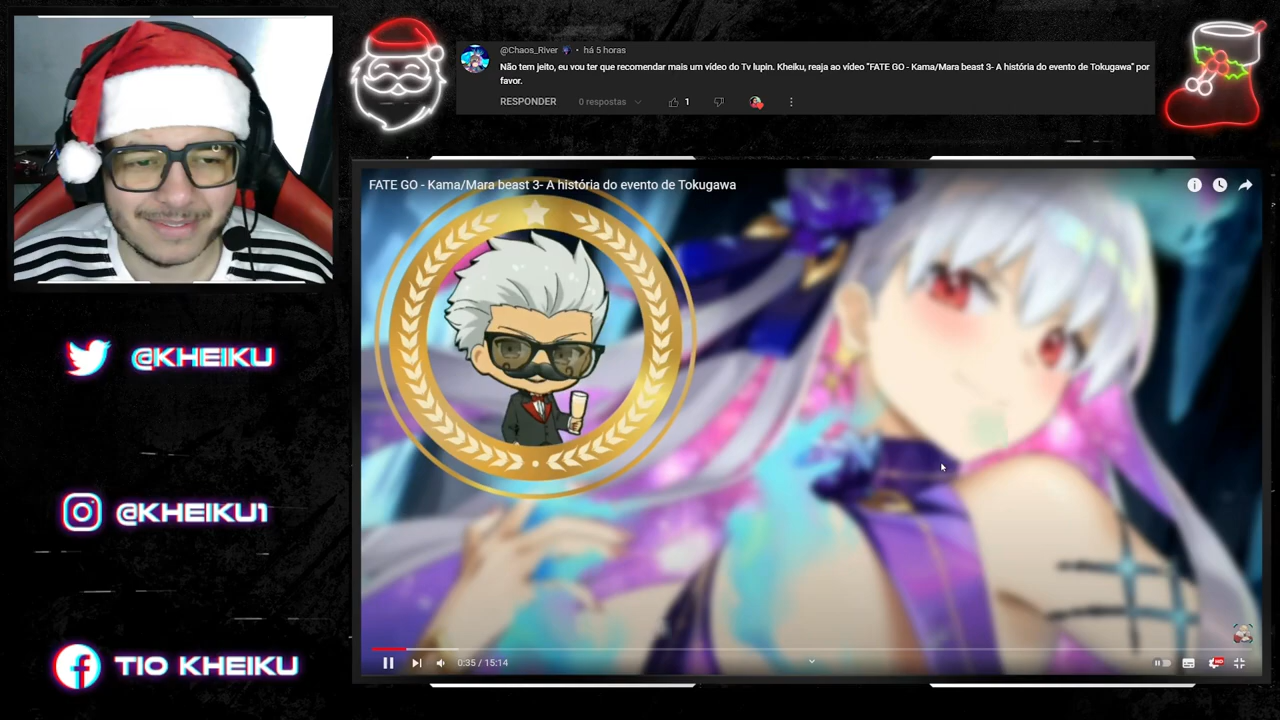 @Chaos_River • há 5 horas
Não tem jeito, eu vou ter que recomendar mais um vídeo do Tv lupin. Kheiku, reaja ao vídeo "FATE GO - Kama/Mara beast 3- A história do evento de Tokugawa" por
favor.
RESPONDER 0 respostas 1
FATE GO - Kama/Mara beast 3- A história do evento de Tokugawa
@KHEIKU
@KHEIKU1
TIO KHEIKU
0:35 / 15:14
HD